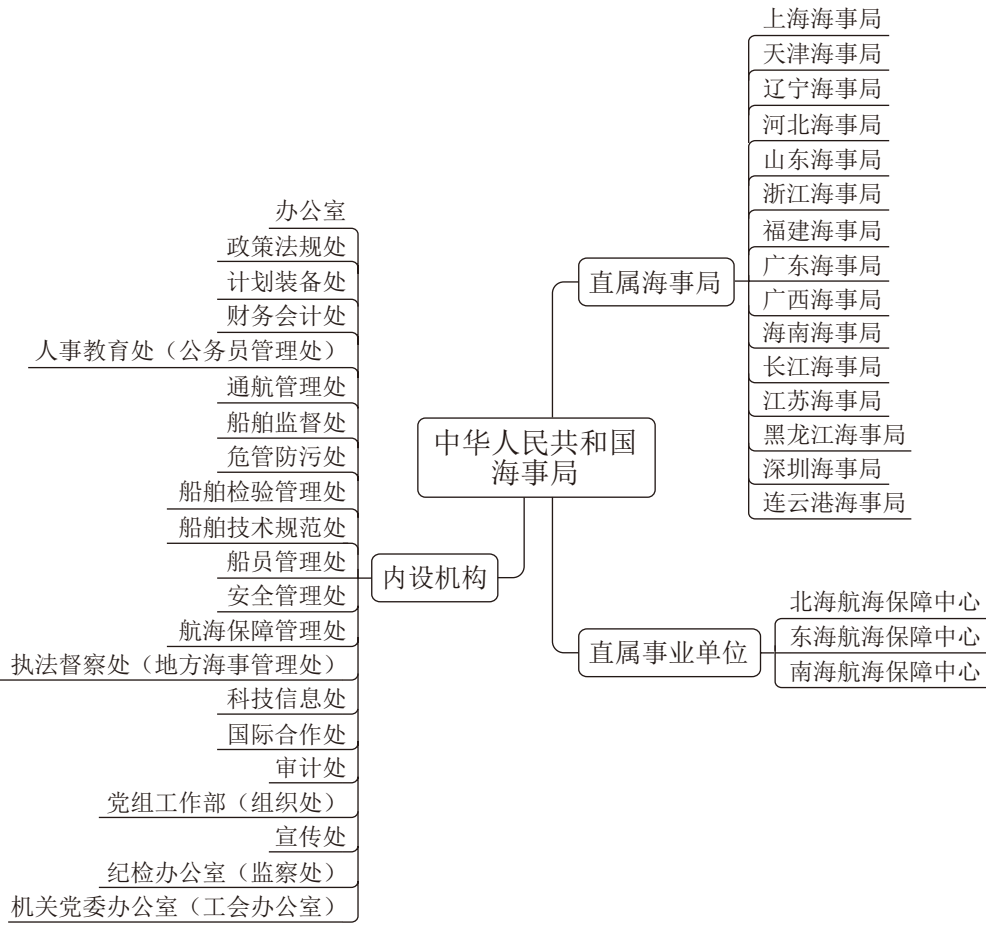 中华人民共和国
海事局
内设机构
办公室
政策法规处
计划装备处
财务会计处
人事教育处（公务员管理处）
通航管理处
船舶监督处
危管防污处
船舶检验管理处
船舶技术规范处
船员管理处
安全管理处
航海保障管理处
执法督察处（地方海事管理处）
科技信息处
国际合作处
审计处
党组工作部（组织处）
宣传处
纪检办公室（监察处）
机关党委办公室（工会办公室）
直属海事局
上海海事局
天津海事局
辽宁海事局
河北海事局
山东海事局
浙江海事局
福建海事局
广东海事局
广西海事局
海南海事局
长江海事局
江苏海事局
黑龙江海事局
深圳海事局
连云港海事局
直属事业单位
北海航海保障中心
东海航海保障中心
南海航海保障中心